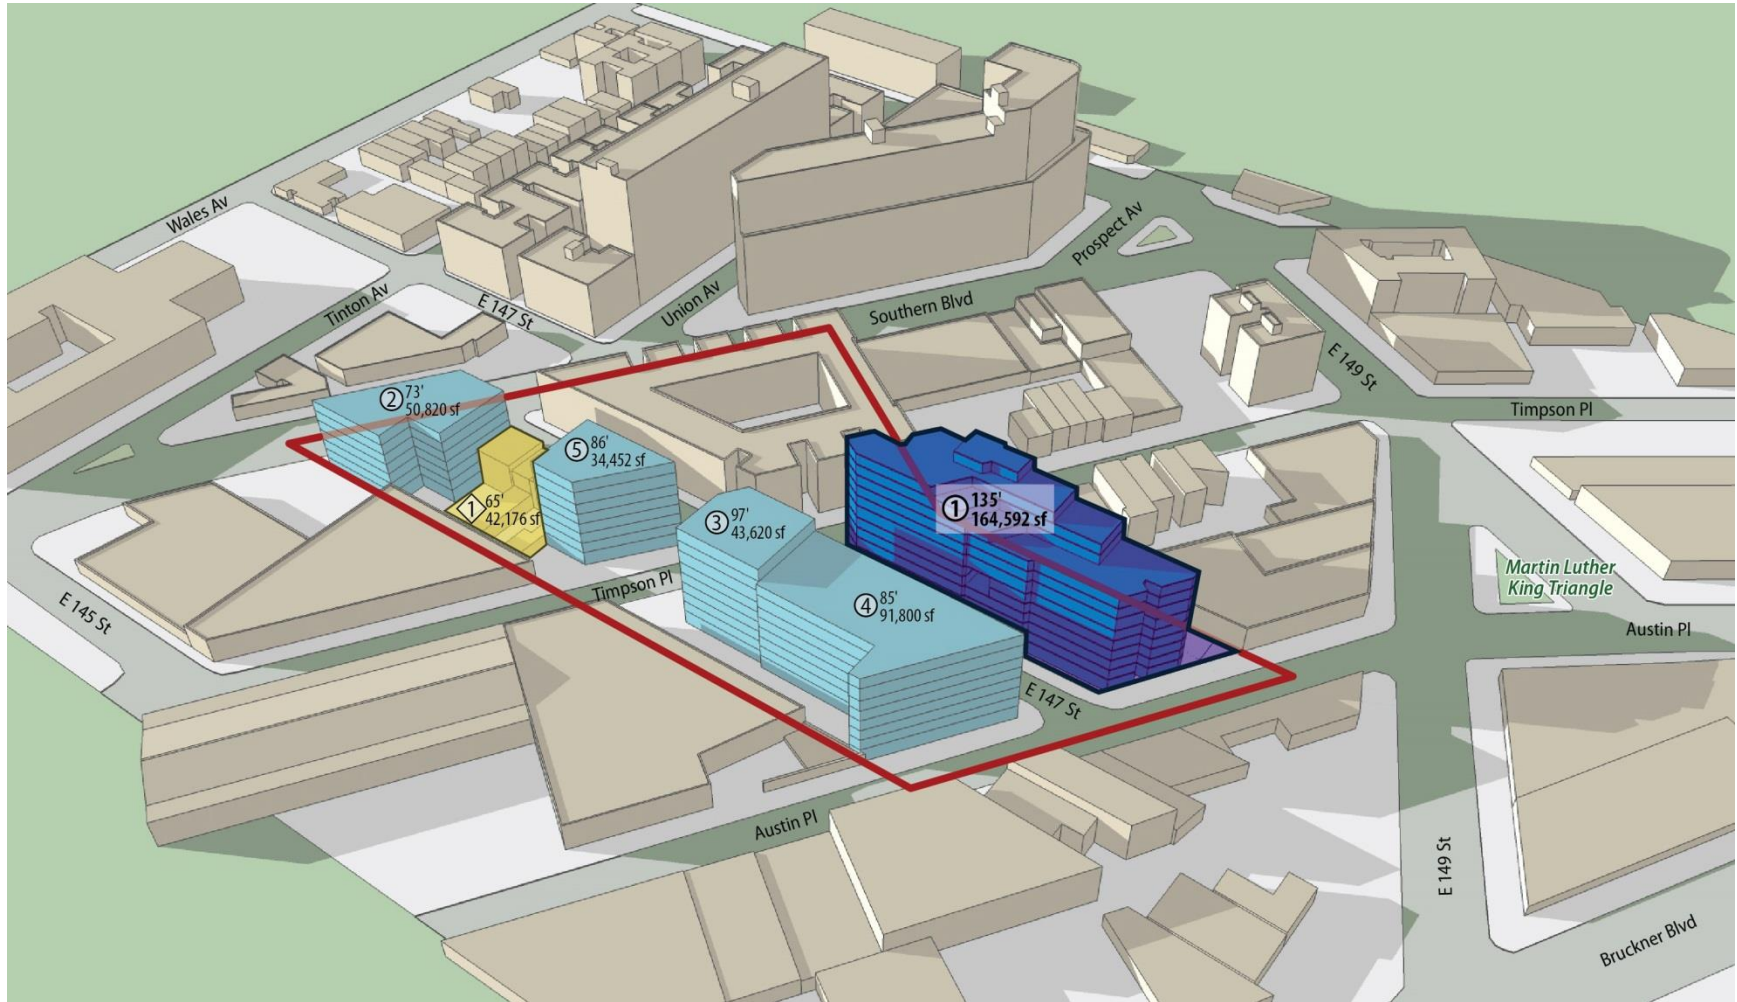 Wales Av
Tinton Av
E 147 St
Union Av
Southern Blvd
Prospect Av
E 149 St
Timpson Pl
② 73'
50,820 sf
1 65'
42,176 sf
⑤ 86'
34,452 sf
③ 97'
43,620 sf
④ 85'
91,800 sf
① 135'
164,592 sf
Martin Luther
King Triangle
Austin Pl
E 145 St
Timpson Pl
E 147 St
Austin Pl
E 149 St
Bruckner Blvd